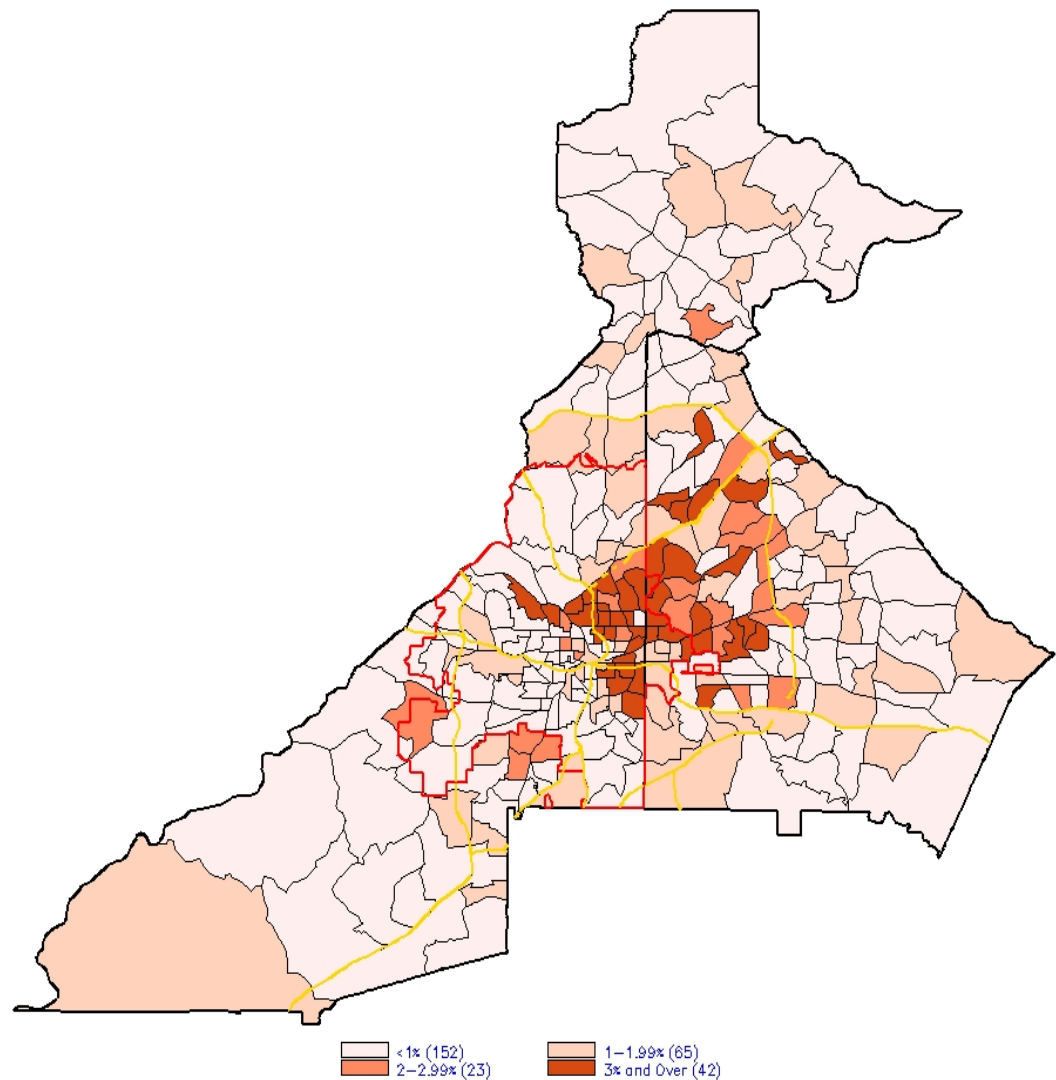 <1% (152)
1-1.99% (65)
2-2.99% (23)
3% and Over (42)